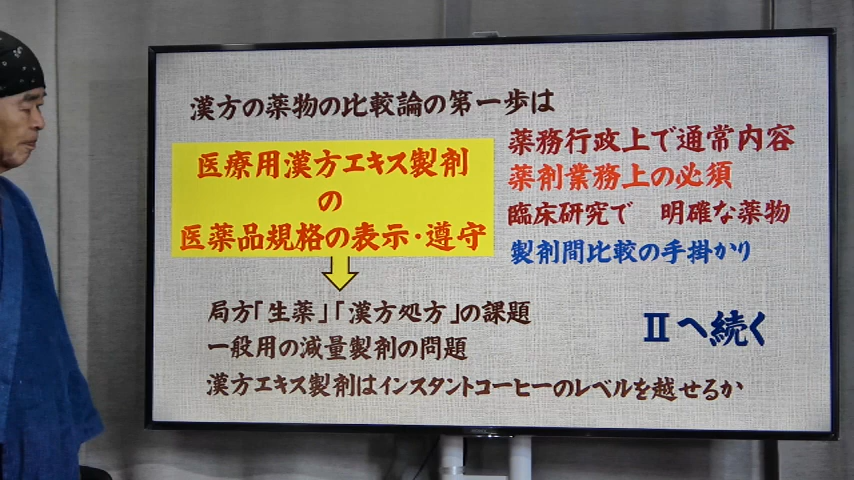 漢方の薬物の比較論の第一歩は
医療用漢方エキス製剤
の
医薬品規格の表示・遵守
薬務行政上で通常内容
薬剤業務上の必須
臨床研究で 明確な薬物
製剤間比較の手掛かり
局方「生薬」「漢方処方」の課題
一般用の減量製剤の問題
漢方エキス製剤はインスタントコーヒーのレベルを越せるか
Ⅱへ続く